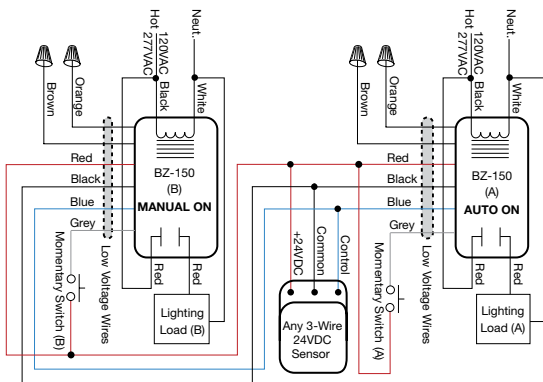 Hot
120VAC
277VAC
Neut.
Black
White
Orange
Brown
Red
Black
Blue
Grey
BZ-150
(B)
MANUAL ON
Red
Red
Momentary Switch (B)
Low Voltage Wires
Lighting
Load (B)
+24VDC
Common
Control
Any 3-Wire
24VDC
Sensor
Hot
120VAC
277VAC
Neut.
Black
White
Orange
Brown
Red
Black
Blue
Grey
BZ-150
(A)
AUTO ON
Red
Red
Momentary Switch (A)
Low Voltage Wires
Lighting
Load (A)